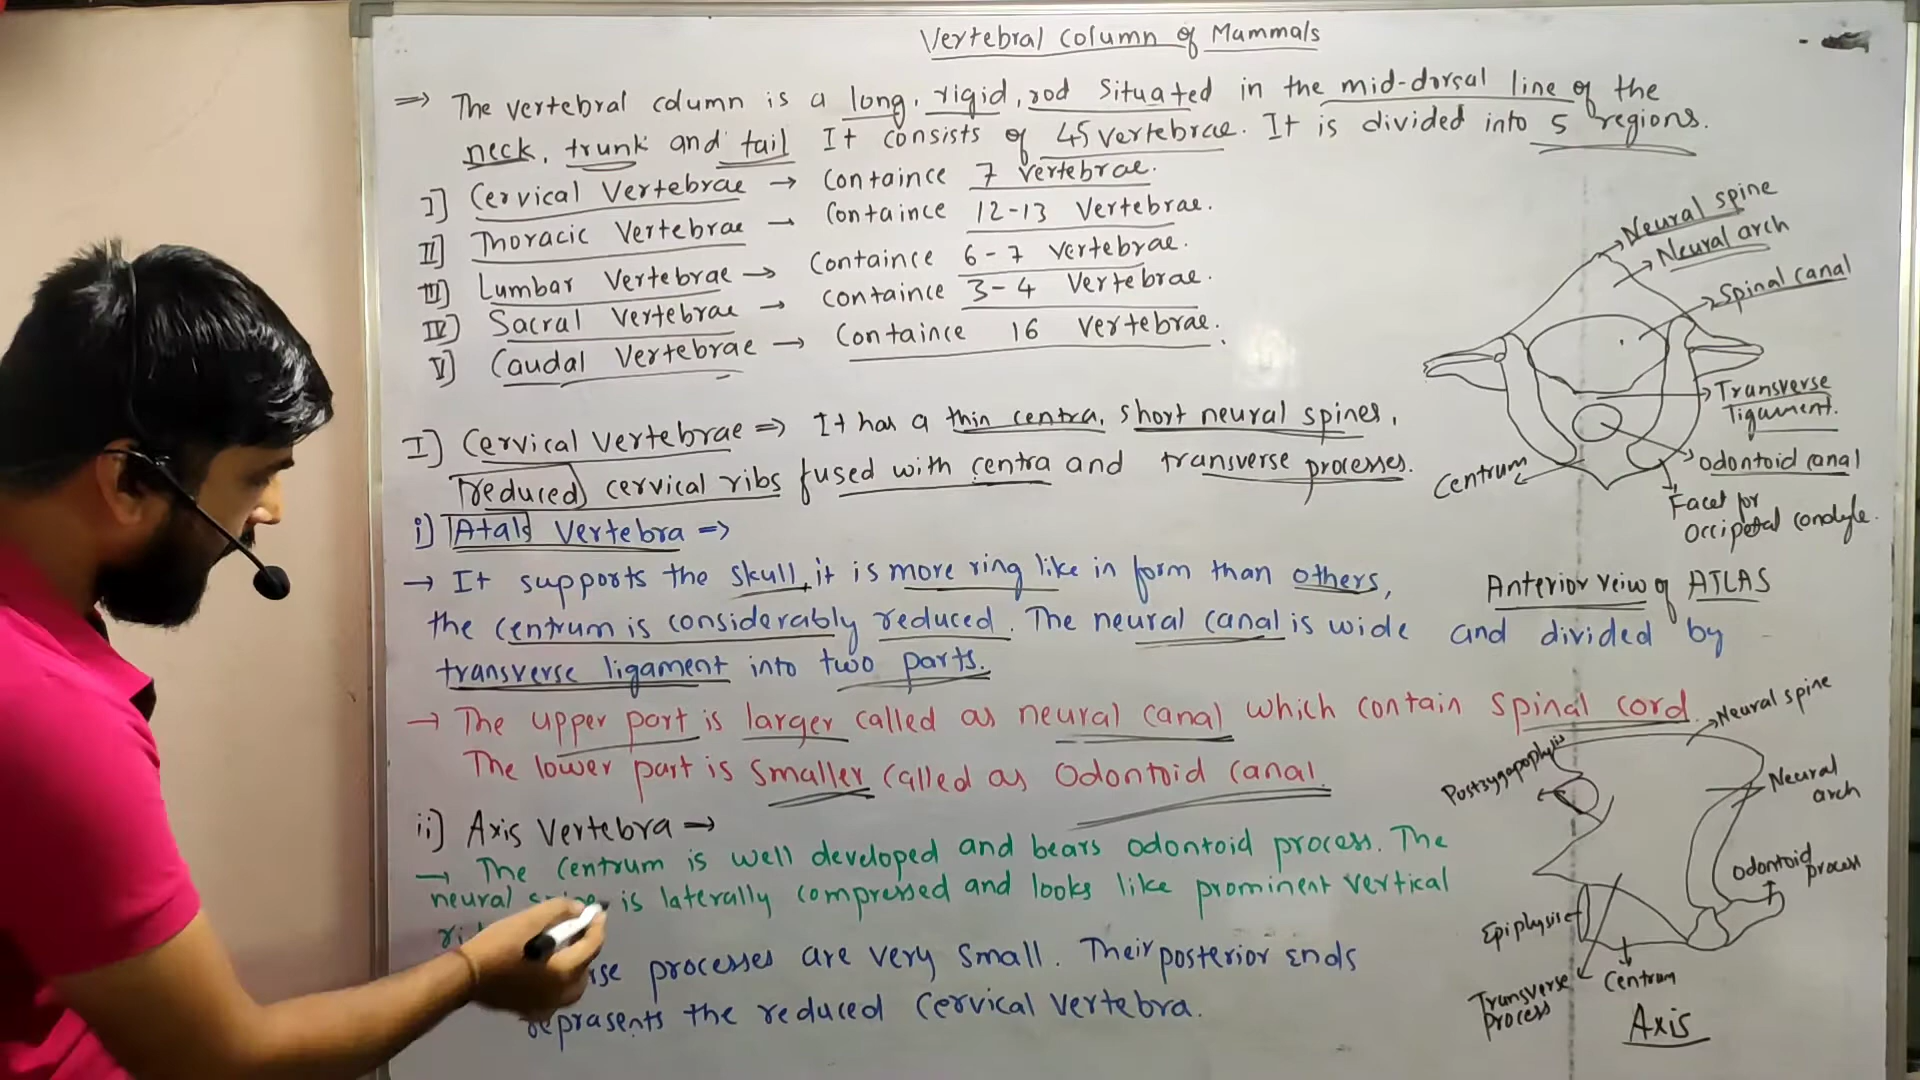 Vertebral Column of Mammals
⇒ The vertebral column is a long, rigid, rod situated in the mid-dorsal line of the
neck, trunk and tail It consists of 45 vertebrae. It is divided into 5 regions.
I] Cervical Vertebrae → Containce 7 vertebrae.
II] Thoracic Vertebrae → Containce 12-13 Vertebrae.
III] Lumbar Vertebrae → Containce 6-7 vertebrae.
IV] Sacral Vertebrae → Containce 3-4 Vertebrae.
V] Caudal Vertebrae → Containce 16 Vertebrae.
I] Cervical Vertebrae ⇒ It has a thin centra, short neural spines,
reduced cervical ribs fused with centra and transverse processes.
i) Atals Vertebra ⇒
→ It supports the skull, it is more ring like in form than others,
the centrum is considerably reduced. The neural canal is wide and divided by
transverse ligament into two parts.
→ The upper part is larger called as neural canal which contain spinal cord.
The lower part is smaller called as Odontoid canal.
ii) Axis Vertebra →
→ The Centrum is well developed and bears odontoid process. The
neural is laterally compressed and looks like prominent vertical
processes are very small. Their posterior ends
deprasents the reduced Cervical vertebra.
Neural spine
Neural arch
Spinal canal
Transverse
ligament.
odontoid canal
Centrum
Facet for
Occipetal condyle.
Anterior veiw of ATLAS
Neural spine
Postzygapophysis
Neural
arch
Odontoid
process
Epiphysis
Centrum
Transverse
Process
Axis